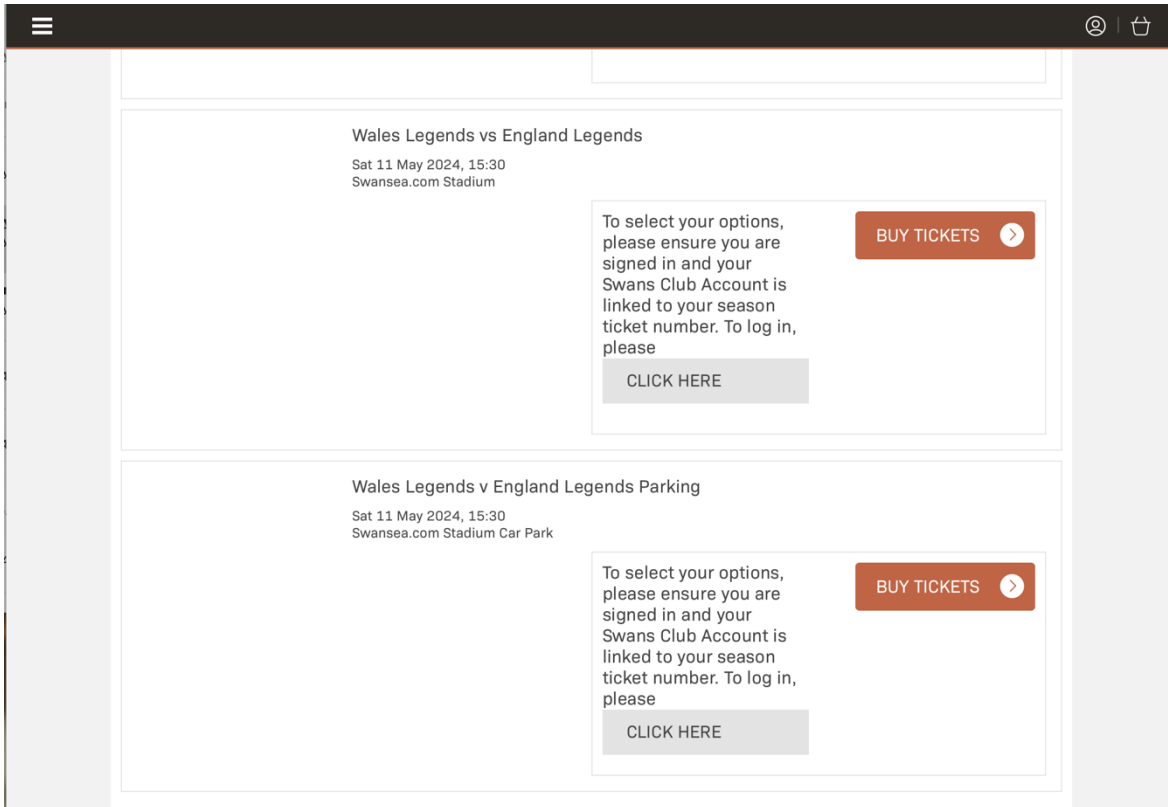 Wales Legends vs England Legends
Sat 11 May 2024, 15:30
Swansea.com Stadium
To select your options,
please ensure you are
signed in and your
Swans Club Account is
linked to your season
ticket number. To log in,
please
CLICK HERE
BUY TICKETS
Wales Legends v England Legends Parking
Sat 11 May 2024, 15:30
Swansea.com Stadium Car Park
To select your options,
please ensure you are
signed in and your
Swans Club Account is
linked to your season
ticket number. To log in,
please
CLICK HERE
BUY TICKETS